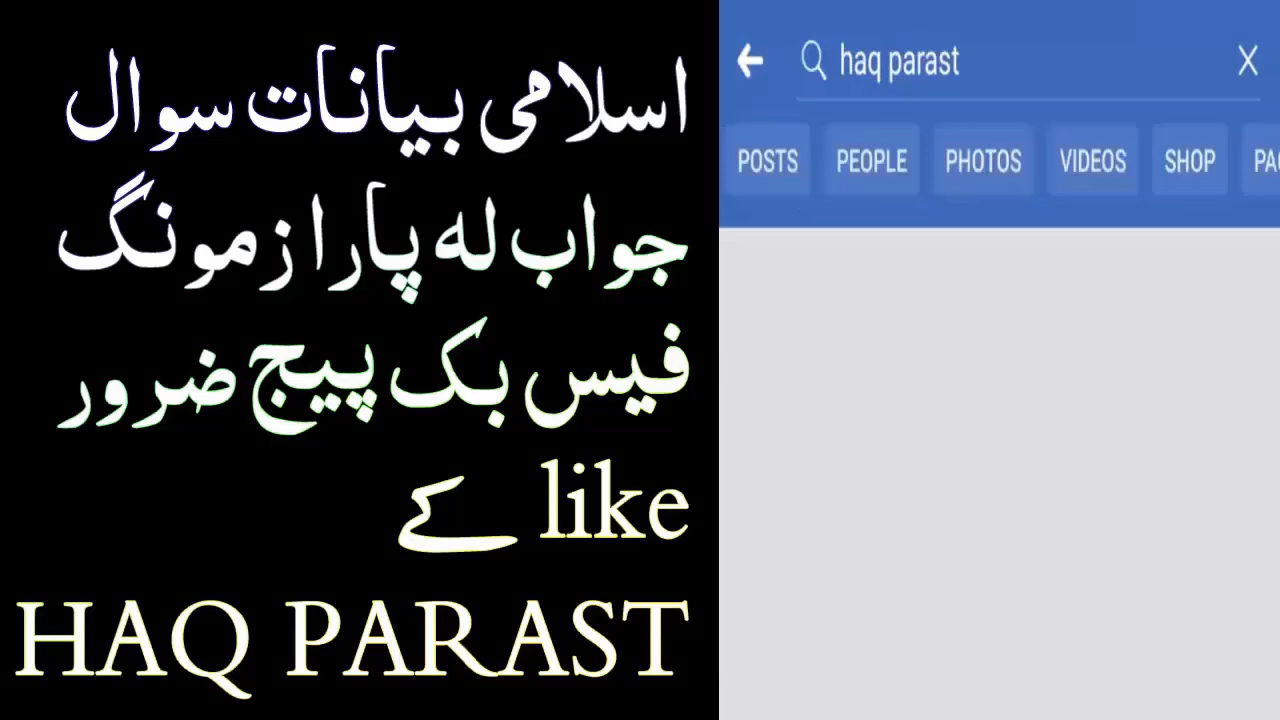 اسلامی بیانات سوال
جواب له پارا زمونگ
فیس بک پیج ضرور
like کے
HAQ PARAST
haq parast
POSTS PEOPLE PHOTOS VIDEOS SHOP PAG